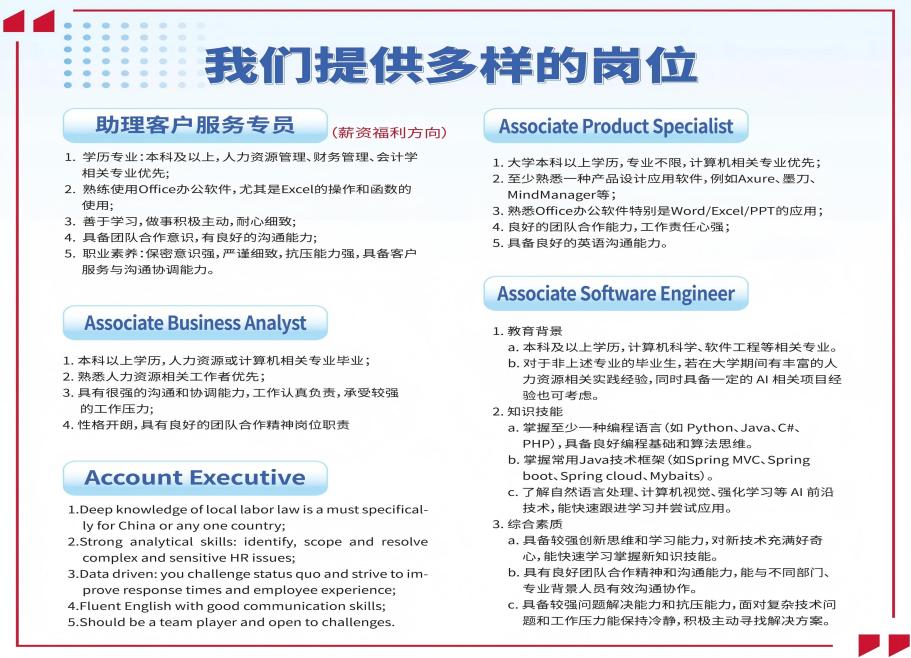 我们提供多样的岗位
助理客户服务专员
(薪资福利方向)
1. 学历专业:本科及以上,人力资源管理、财务管理、会计学
相关专业优先;
2. 熟练使用Office办公软件,尤其是Excel的操作和函数的
使用;
3. 善于学习,做事积极主动,耐心细致;
4. 具备团队合作意识,有良好的沟通能力;
5. 职业素养:保密意识强,严谨细致,抗压能力强,具备客户
服务与沟通协调能力。
Associate Business Analyst
1. 本科以上学历,人力资源或计算机相关专业毕业;
2. 熟悉人力资源相关工作者优先;
3. 具有很强的沟通和协调能力,工作认真负责,承受较强
的工作压力;
4. 性格开朗,具有良好的团队合作精神岗位职责
Account Executive
1.Deep knowledge of local labor law is a must specifical-
ly for China or any one country;
2.Strong analytical skills: identify, scope and resolve
complex and sensitive HR issues;
3.Data driven: you challenge status quo and strive to im-
prove response times and employee experience;
4.Fluent English with good communication skills;
5.Should be a team player and open to challenges.
Associate Product Specialist
1. 大学本科以上学历,专业不限,计算机相关专业优先;
2. 至少熟悉一种产品设计应用软件,例如Axure、墨刀、
MindManager等;
3. 熟悉Office办公软件特别是Word/Excel/PPT的应用;
4. 良好的团队合作能力,工作责任心强;
5. 具备良好的英语沟通能力。
Associate Software Engineer
1. 教育背景
a. 本科及以上学历,计算机科学、软件工程等相关专业。
b. 对于非上述专业的毕业生,若在大学期间有丰富的人
力资源相关实践经验,同时具备一定的 AI 相关项目经
验也可考虑。
2. 知识技能
a. 掌握至少一种编程语言(如 Python、Java、C#、
PHP),具备良好编程基础和算法思维。
b. 掌握常用Java技术框架(如Spring MVC、Spring
boot、Spring cloud、Mybaits)。
c. 了解自然语言处理、计算机视觉、强化学习等 AI 前沿
技术,能快速跟进学习并尝试应用。
3. 综合素质
a. 具备较强创新思维和学习能力,对新技术充满好奇
心,能快速学习掌握新知识技能。
b. 具有良好团队合作精神和沟通能力,能与不同部门、
专业背景人员有效沟通协作。
c. 具备较强问题解决能力和抗压能力,面对复杂技术问
题和工作压力能保持冷静,积极主动寻找解决方案。